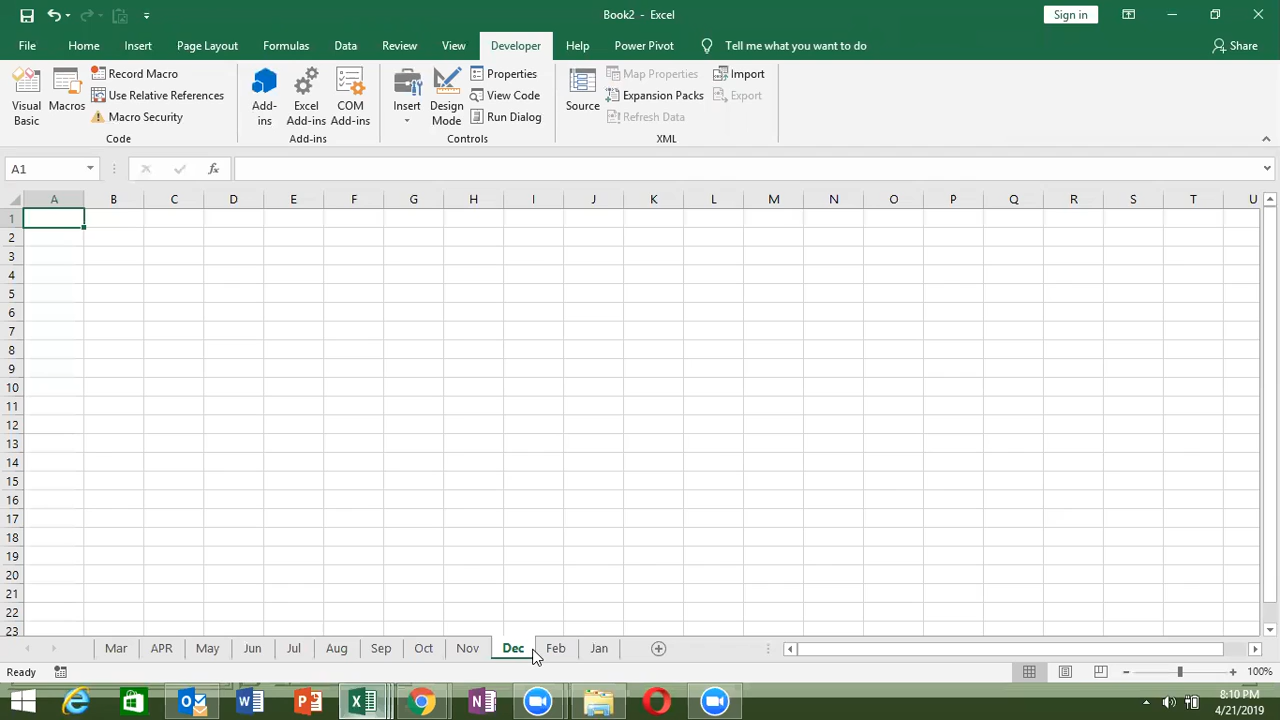 Book2 - Excel
Sign in
File Home Insert Page Layout Formulas Data Review View Developer Help Power Pivot Tell me what you want to do Share
Visual Basic
Macros
Record Macro
Use Relative References
Macro Security
Code
Add-ins
Excel Add-ins
COM Add-ins
Add-ins
Insert
Design Mode
Properties
View Code
Run Dialog
Controls
Source
Map Properties
Expansion Packs
Refresh Data
Import
Export
XML
A1
fx
A B C D E F G H I J K L M N O P Q R S T U
1
2
3
4
5
6
7
8
9
10
11
12
13
14
15
16
17
18
19
20
21
22
23
Mar APR May Jun Jul Aug Sep Oct Nov Dec Feb Jan
Ready
100%
8:10 PM
4/21/2019